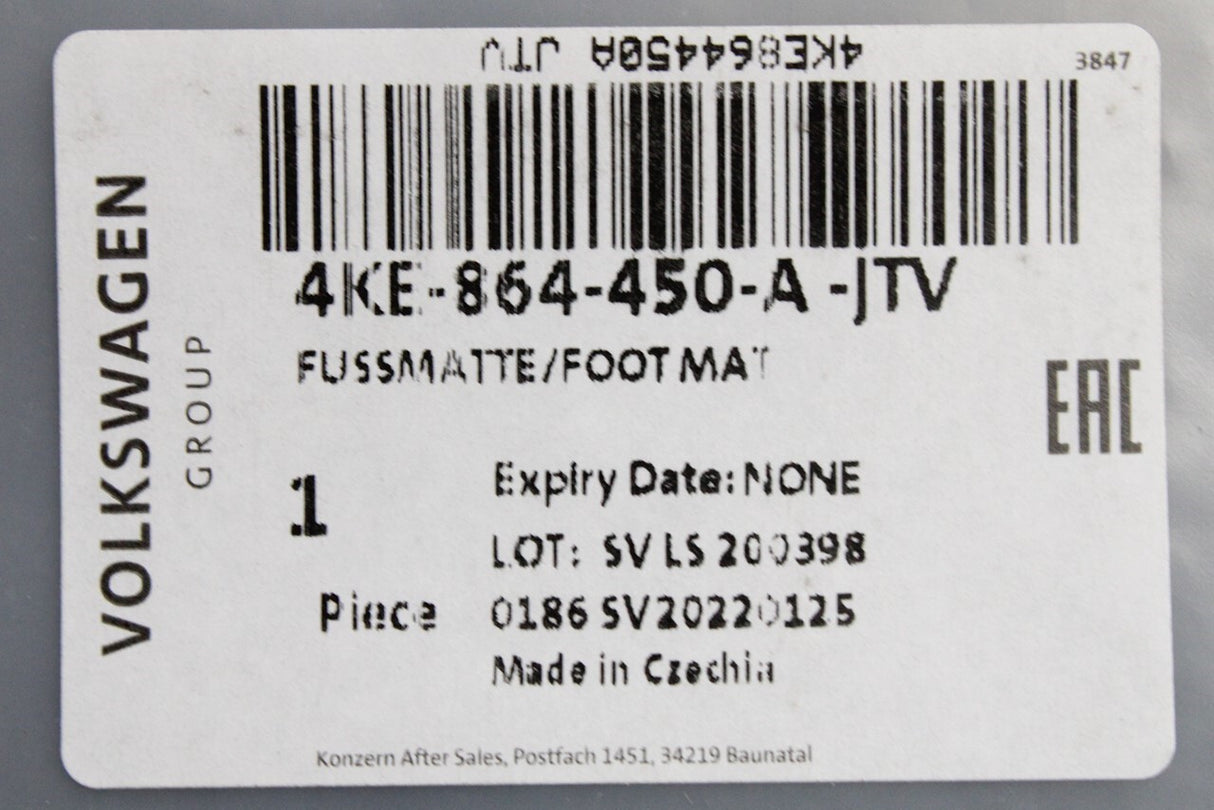 4KE864450A JTV
3847
4KE-864-450-A -JTV
FUSSMATTE/FOOT MAT
EAC
VOLKSWAGEN
GROUP
1
Piece
Expiry Date: NONE
LOT: SV LS 200398
0186 SV20220125
Made in Czechia
Konzern After Sales, Postfach 1451, 34219 Baunatal